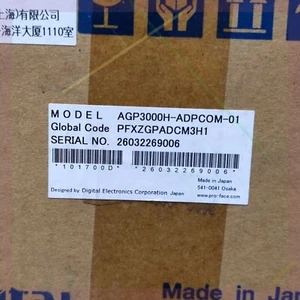 上海)有限公司
海洋大厦1110室
MODEL AGP3000H-ADPCOM-01
Global Code PFXZGPADCM3H1
SERIAL NO. 26032269006
*101700D* *26032269006*
Designed by Digital Electronics Corporation Japan
Made in Japan
541-0041 Osaka
www.pro-face.com
Made in Ja